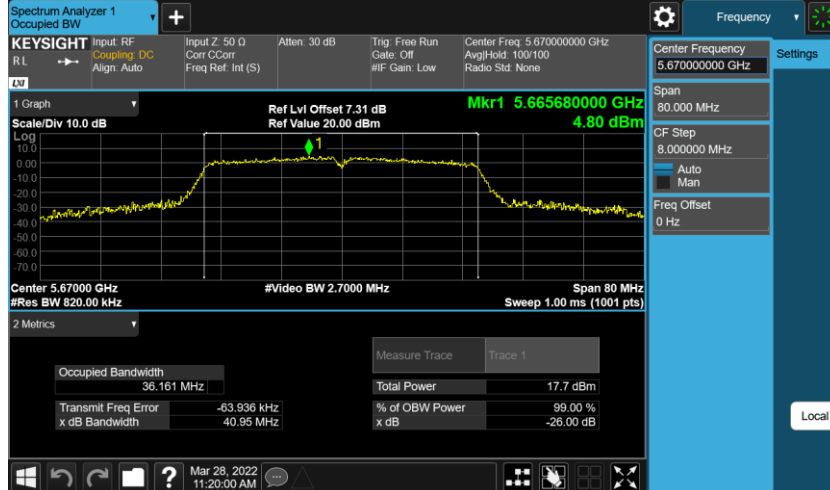 Spectrum Analyzer 1
Occupied BW
Frequency
KEYSIGHT
R L
LXI
Input: RF
Coupling: DC
Align: Auto
Input Z: 50 Ω
Corr CCorr
Freq Ref: Int (S)
Atten: 30 dB
Trig: Free Run
Gate: Off
#IF Gain: Low
Center Freq: 5.670000000 GHz
Avg|Hold: 100/100
Radio Std: None
Center Frequency
5.670000000 GHz
Settings
Span
80.000 MHz
CF Step
8.000000 MHz
Auto
Man
Freq Offset
0 Hz
Local
1 Graph
Scale/Div 10.0 dB
Ref Lvl Offset 7.31 dB
Ref Value 20.00 dBm
Mkr1 5.665680000 GHz
4.80 dBm
Log
10.0
0.00
-10.0
-20.0
-30.0
-40.0
-50.0
-60.0
-70.0
1
Center 5.67000 GHz
#Res BW 820.00 kHz
#Video BW 2.7000 MHz
Span 80 MHz
Sweep 1.00 ms (1001 pts)
2 Metrics
Occupied Bandwidth
36.161 MHz
Transmit Freq Error -63.936 kHz
x dB Bandwidth 40.95 MHz
Measure Trace Trace 1
Total Power 17.7 dBm
% of OBW Power 99.00 %
x dB -26.00 dB
?
Mar 28, 2022
11:20:00 AM